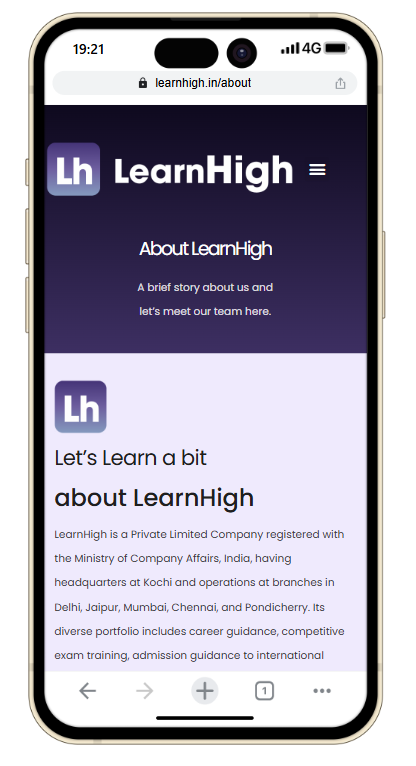 19:21
4G
learnhigh.in/about
Lh LearnHigh
About LearnHigh
A brief story about us and
let's meet our team here.
Lh
Let's Learn a bit
about LearnHigh
LearnHigh is a Private Limited Company registered with
the Ministry of Company Affairs, India, having
headquarters at Kochi and operations at branches in
Delhi, Jaipur, Mumbai, Chennai, and Pondicherry. Its
diverse portfolio includes career guidance, competitive
exam training, admission guidance to international
1